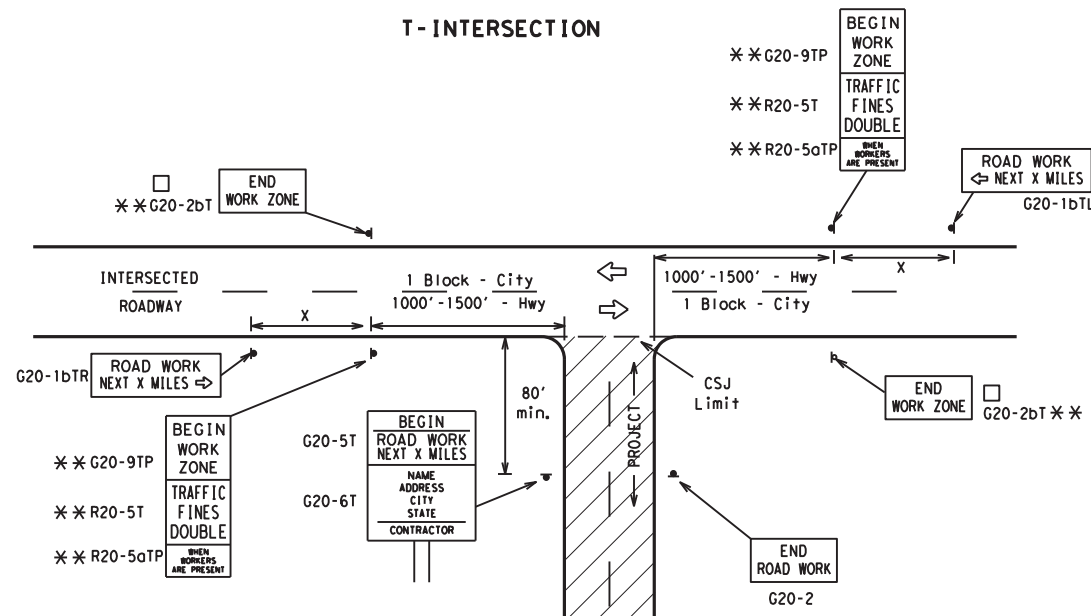 T-INTERSECTION
BEGIN
WORK
ZONE
TRAFFIC
FINES
DOUBLE
WHEN
WORKERS
ARE PRESENT
**G20-9TP
**R20-5T
**R20-5aTP
ROAD WORK
⇦ NEXT X MILES
G20-1bTL
□
**G20-2bT
END
WORK ZONE
INTERSECTED
ROADWAY
1 Block - City
1000'-1500' - Hwy
1000'-1500' - Hwy
1 Block - City
X
X
G20-1bTR
ROAD WORK
NEXT X MILES ⇨
80'
min.
CSJ
Limit
PROJECT
END
WORK ZONE
□
G20-2bT **
**G20-9TP
**R20-5T
**R20-5aTP
BEGIN
WORK
ZONE
TRAFFIC
FINES
DOUBLE
WHEN
WORKERS
ARE PRESENT
G20-5T
G20-6T
BEGIN
ROAD WORK
NEXT X MILES
NAME
ADDRESS
CITY
STATE
CONTRACTOR
END
ROAD WORK
G20-2